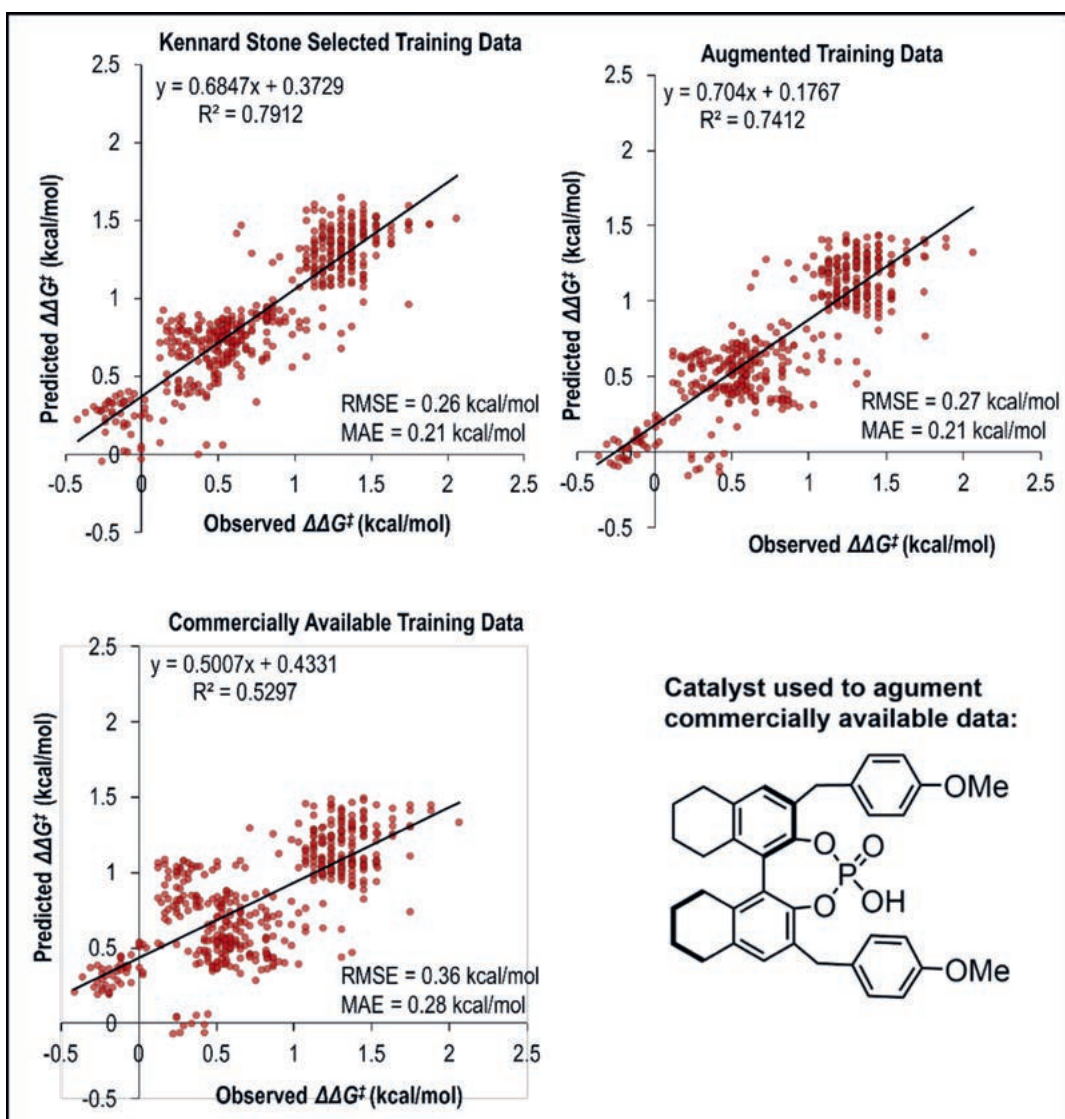 Kennard Stone Selected Training Data
2.5
y = 0.6847x + 0.3729
R² = 0.7912
2
1.5
1
0.5
0
-0.5
Predicted ΔΔG‡ (kcal/mol)
RMSE = 0.26 kcal/mol
MAE = 0.21 kcal/mol
-0.5 0 0.5 1 1.5 2 2.5
Observed ΔΔG‡ (kcal/mol)
Augmented Training Data
2.5
y = 0.704x + 0.1767
R² = 0.7412
2
1.5
1
0.5
0
-0.5
Predicted ΔΔG‡ (kcal/mol)
RMSE = 0.27 kcal/mol
MAE = 0.21 kcal/mol
-0.5 0 0.5 1 1.5 2 2.5
Observed ΔΔG‡ (kcal/mol)
Commercially Available Training Data
2.5
y = 0.5007x + 0.4331
R² = 0.5297
2
1.5
1
0.5
0
-0.5
Predicted ΔΔG‡ (kcal/mol)
RMSE = 0.36 kcal/mol
MAE = 0.28 kcal/mol
-0.5 0 0.5 1 1.5 2 2.5
Observed ΔΔG‡ (kcal/mol)
Catalyst used to agument
commercially available data:
OMe
O O
P
O OH
OMe